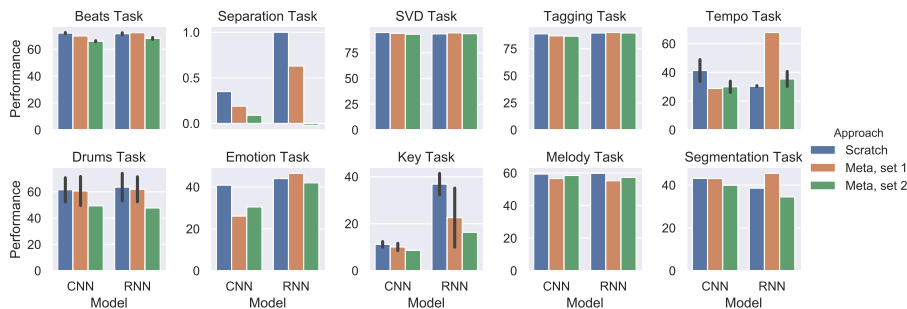 Beats Task
Separation Task
SVD Task
Tagging Task
Tempo Task
Performance
60
40
20
0
1.0
0.5
0.0
75
50
25
0
75
50
25
0
60
40
20
0
Drums Task
Emotion Task
Key Task
Melody Task
Segmentation Task
Performance
60
40
20
0
40
20
0
40
20
0
60
40
20
0
40
20
0
CNN RNN
CNN RNN
CNN RNN
CNN RNN
CNN RNN
Model
Model
Model
Model
Model
Approach
Scratch
Meta, set 1
Meta, set 2